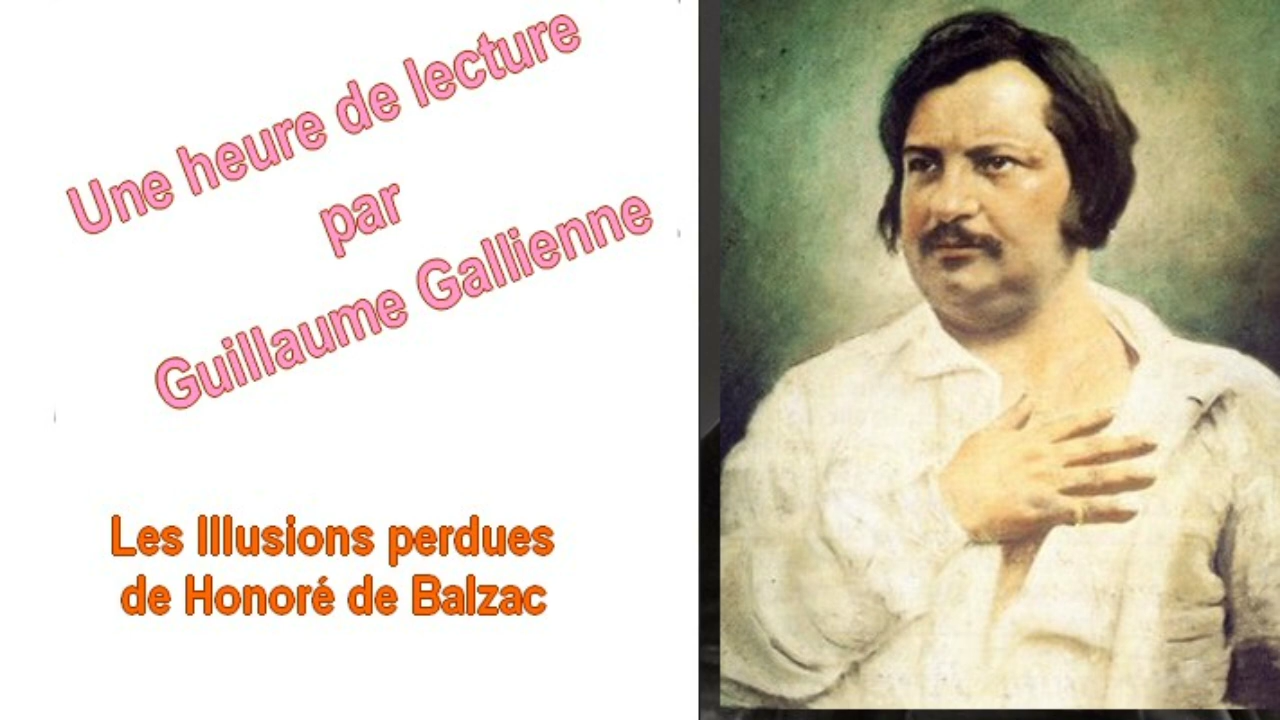 Une heure de lecture
par
Guillaume Gallienne
Les Illusions perdues
de Honoré de Balzac